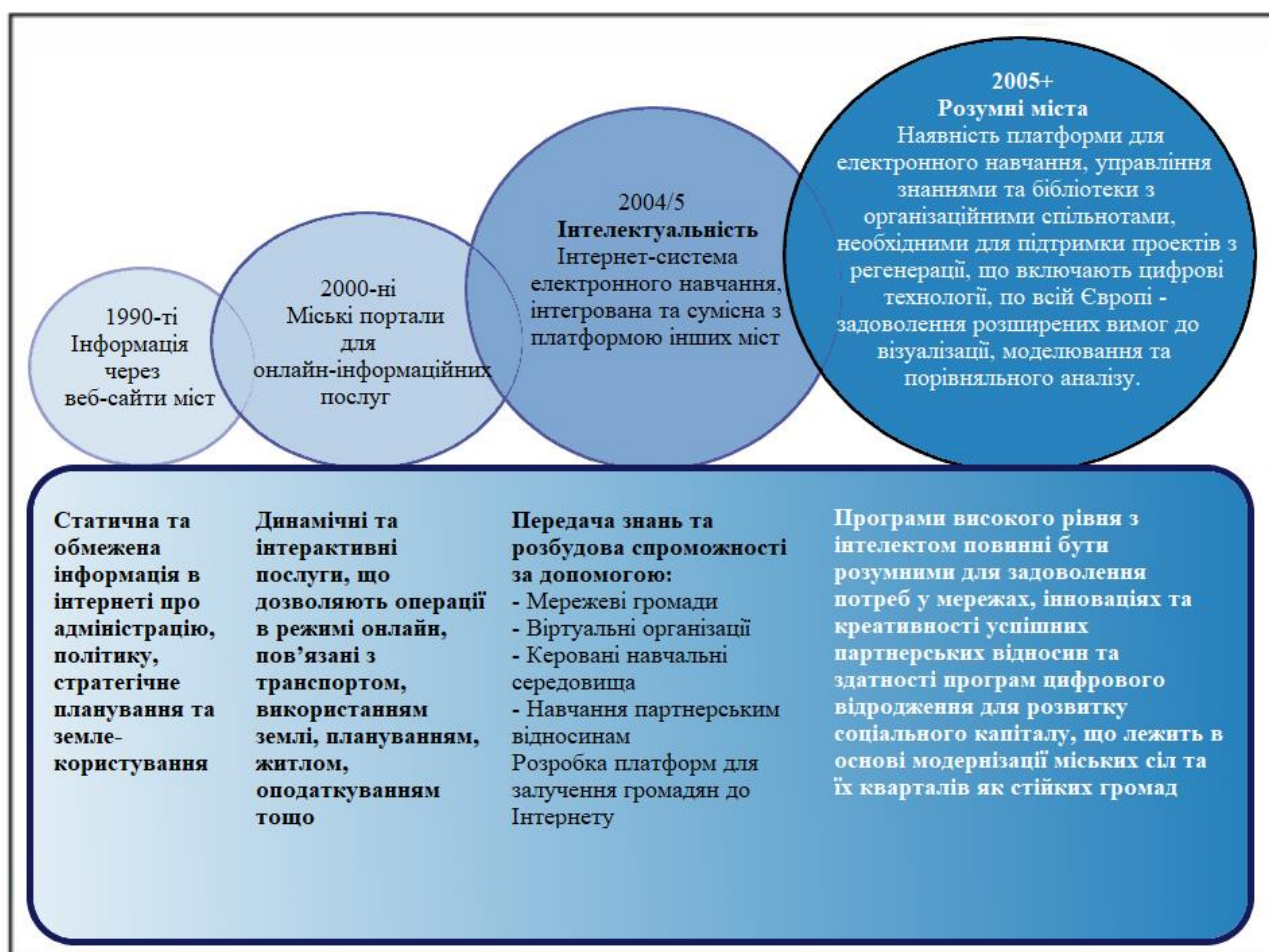 1990-ті
Інформація
через
веб-сайти міст
2000-ні
Міські портали
для
онлайн-інформаційних
послуг
2004/5
Інтелектуальність
Інтернет-система
електронного навчання,
інтегрована та сумісна з
платформою інших міст
2005+
Розумні міста
Наявність платформи для
електронного навчання, управління
знаннями та бібліотеки з
організаційними спільнотами,
необхідними для підтримки проектів з
регенерації, що включають цифрові
технології, по всій Європі -
задоволення розширених вимог до
візуалізації, моделювання та
порівняльного аналізу.
Статична та
обмежена
інформація в
інтернеті про
адміністрацію,
політику,
стратегічне
планування та
земле-
користування
Динамічні та
інтерактивні
послуги, що
дозволяють операції
в режимі онлайн,
пов’язані з
транспортом,
використанням
землі, плануванням,
житлом,
оподаткуванням
тощо
Передача знань та
розбудова спроможності
за допомогою:
- Мережеві громади
- Віртуальні організації
- Керовані навчальні
середовища
- Навчання партнерським
відносинам
Розробка платформ для
залучення громадян до
Інтернету
Програми високого рівня з
інтелектом повинні бути
розумними для задоволення
потреб у мережах, інноваціях та
креативності успішних
партнерських відносин та
здатності програм цифрового
відродження для розвитку
соціального капіталу, що лежить в
основі модернізації міських сіл та
їх кварталів як стійких громад